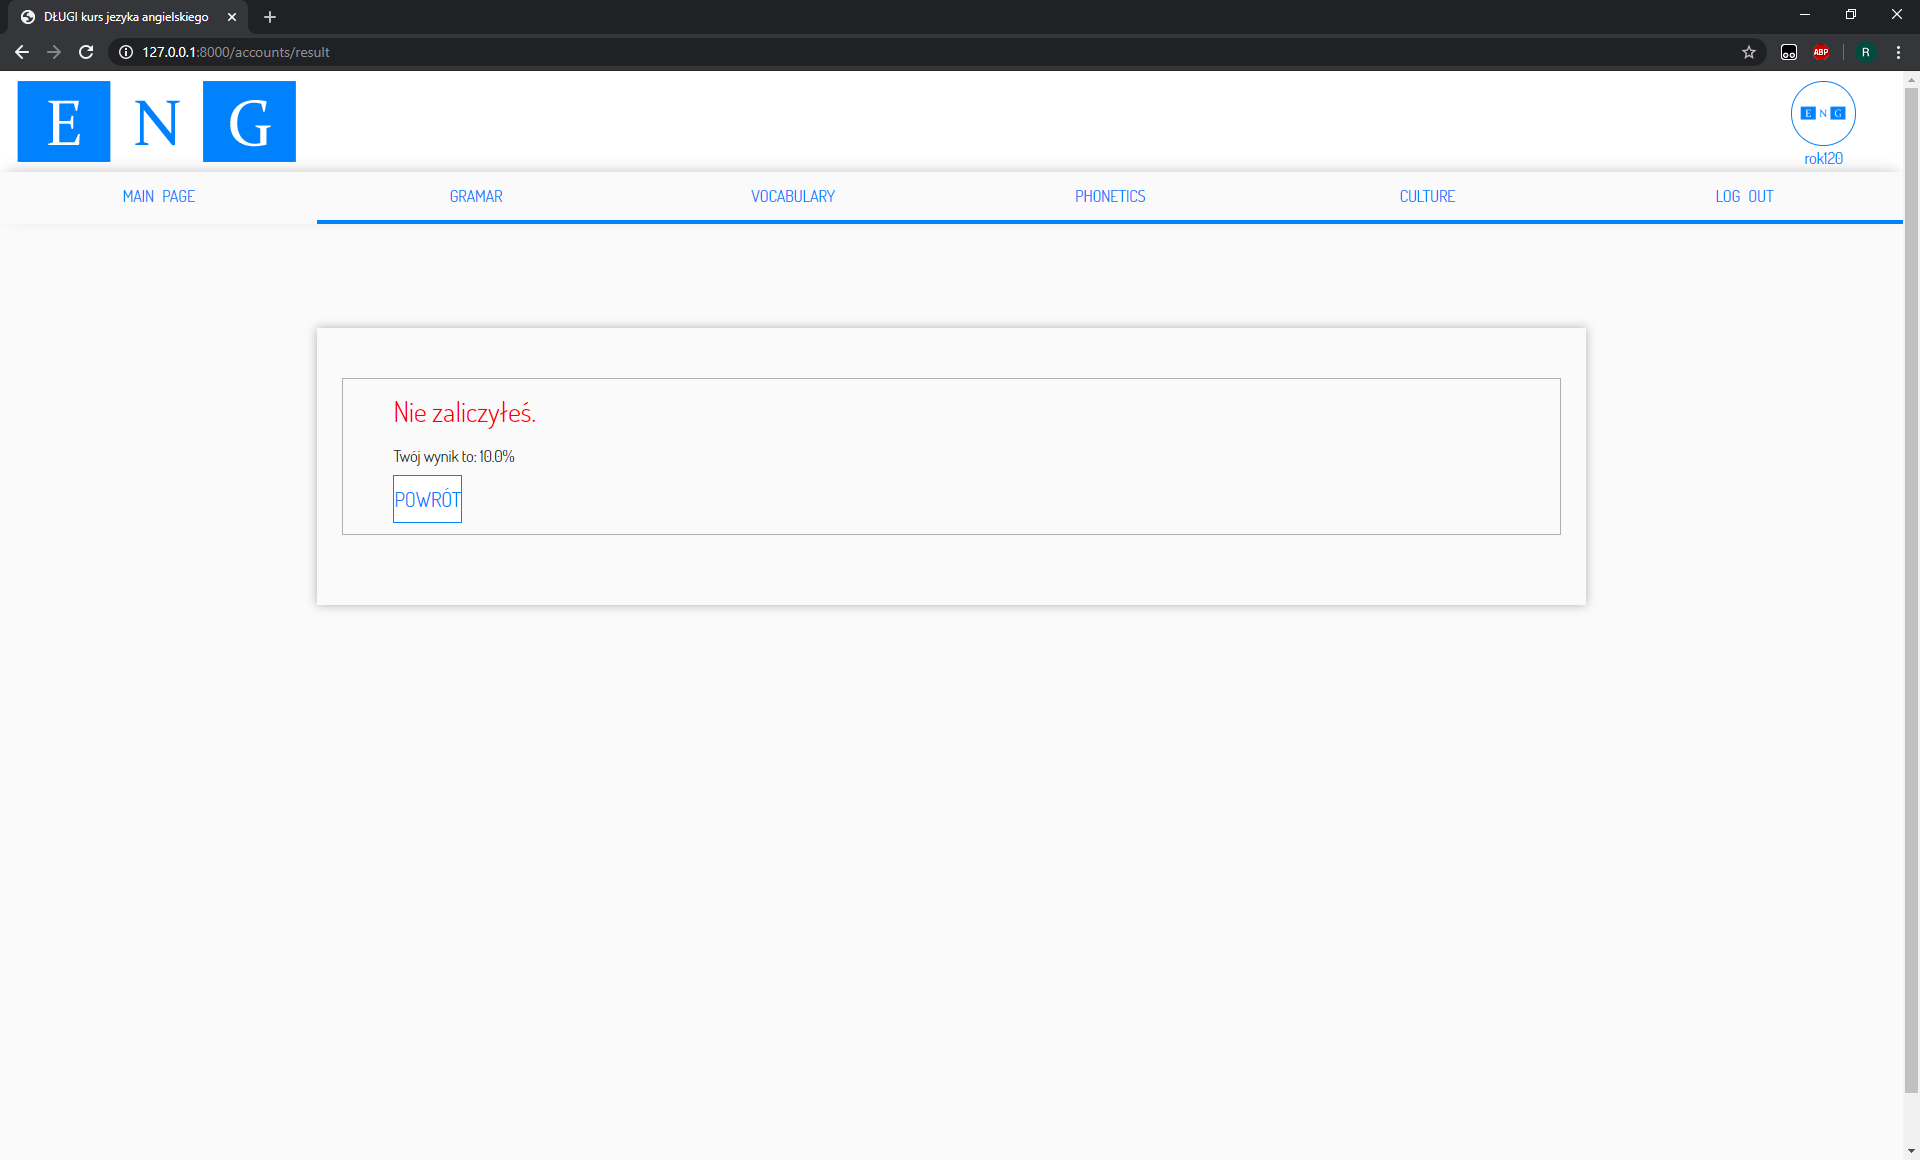 DŁUGI kurs jezyka angielskiego
127.0.0.1:8000/accounts/result
ABP
R
E N G
E N G
rok120
MAIN PAGE GRAMAR VOCABULARY PHONETICS CULTURE LOG OUT
Nie zaliczyłeś.
Twój wynik to: 10.0%
POWRÓT